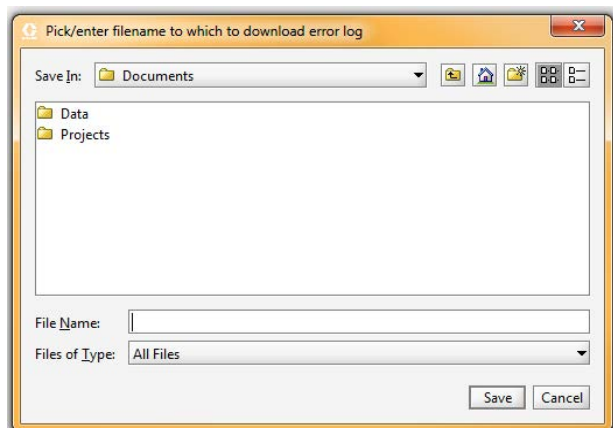 Pick/enter filename to which to download error log
Save In: Documents
Data
Projects
File Name:
Files of Type: All Files
Save Cancel